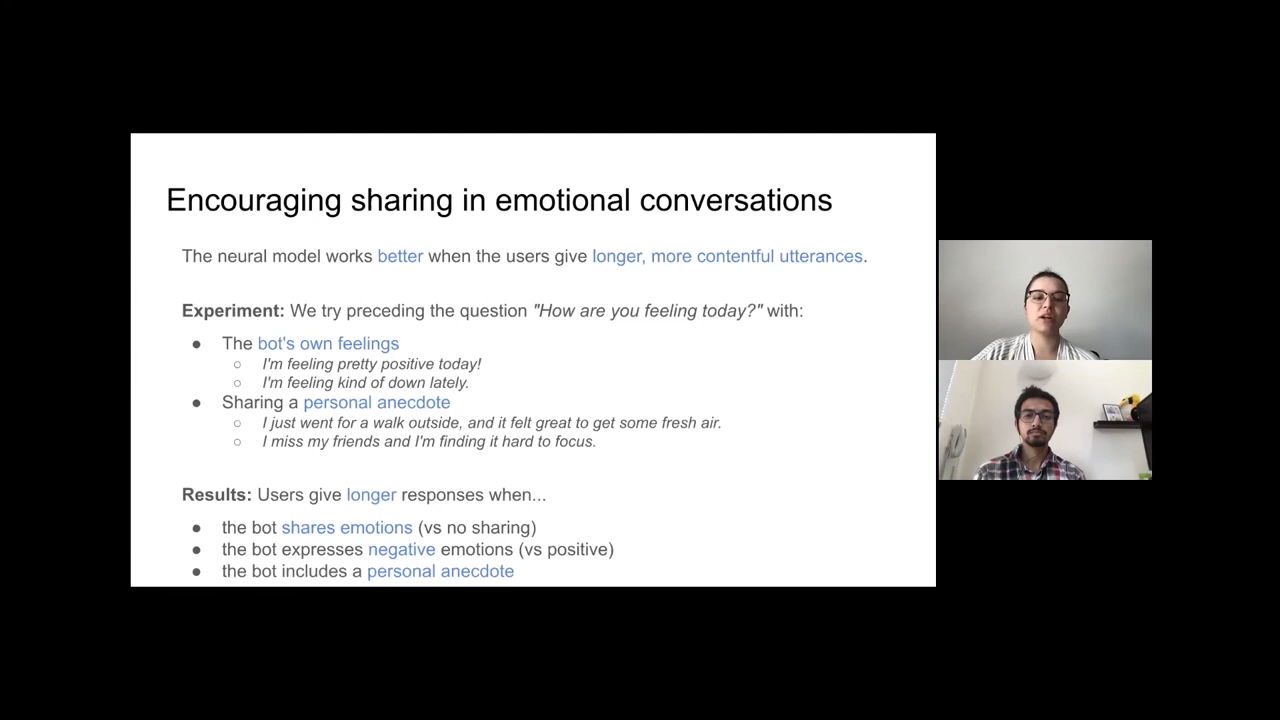 Encouraging sharing in emotional conversations
The neural model works better when the users give longer, more contentful utterances.
Experiment: We try preceding the question "How are you feeling today?" with:
● The bot's own feelings
○ I'm feeling pretty positive today!
○ I'm feeling kind of down lately.
● Sharing a personal anecdote
○ I just went for a walk outside, and it felt great to get some fresh air.
○ I miss my friends and I'm finding it hard to focus.
Results: Users give longer responses when...
● the bot shares emotions (vs no sharing)
● the bot expresses negative emotions (vs positive)
● the bot includes a personal anecdote